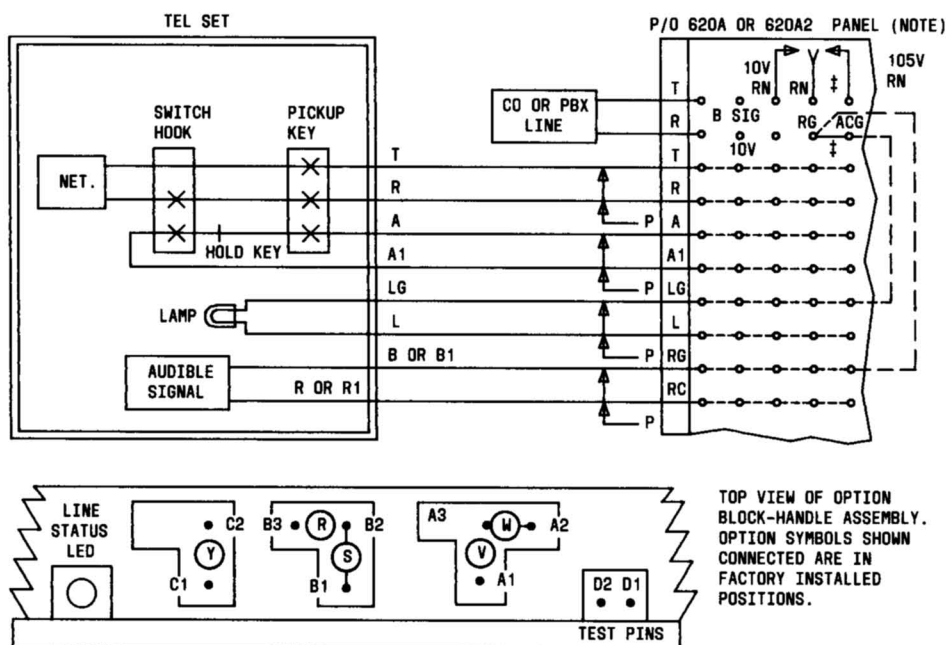 TEL SET
P/O 620A OR 620A2 PANEL (NOTE)
10V
RN
RN
‡
105V
RN
CO OR PBX
LINE
T
R
B SIG
10V
RG
ACG
‡
SWITCH
HOOK
PICKUP
KEY
NET.
HOLD KEY
T
R
A
A1
LG
L
B OR B1
R OR R1
LAMP
AUDIBLE
SIGNAL
P
P
P
P
T
R
A
A1
LG
L
RG
RC
LINE
STATUS
LED
C2
Y
C1
B3
R
B2
S
B1
A3
W
A2
V
A1
D2 D1
TEST PINS
TOP VIEW OF OPTION
BLOCK-HANDLE ASSEMBLY.
OPTION SYMBOLS SHOWN
CONNECTED ARE IN
FACTORY INSTALLED
POSITIONS.